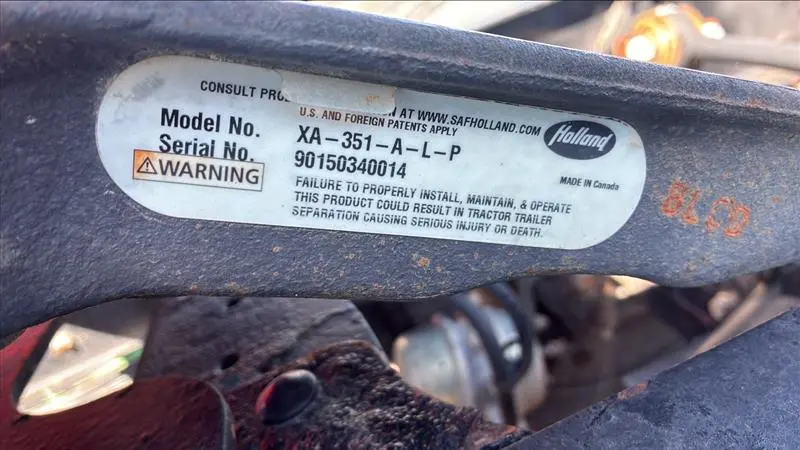 CONSULT PRO
AT WWW.SAFHOLLAND.COM
U.S. AND FOREIGN PATENTS APPLY
Holland
Model No. XA-351-A-L-P
Serial No. 90150340014
MADE IN Canada
WARNING
FAILURE TO PROPERLY INSTALL, MAINTAIN, & OPERATE
THIS PRODUCT COULD RESULT IN TRACTOR TRAILER
SEPARATION CAUSING SERIOUS INJURY OR DEATH.